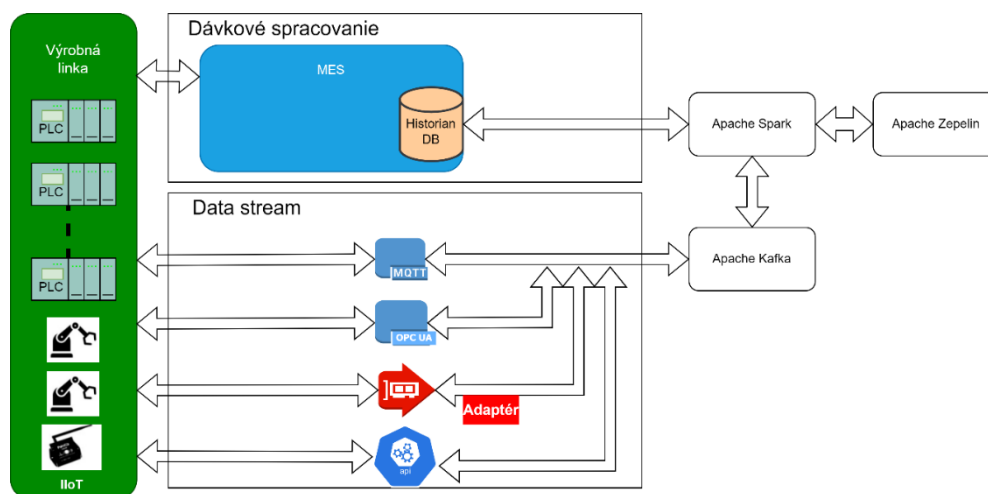 Výrobná
linka
PLC
PLC
PLC
IIoT
Dávkové spracovanie
MES
Historian
DB
Data stream
MQTT
OPC UA
Adaptér
api
Apache Spark
Apache Zepelin
Apache Kafka